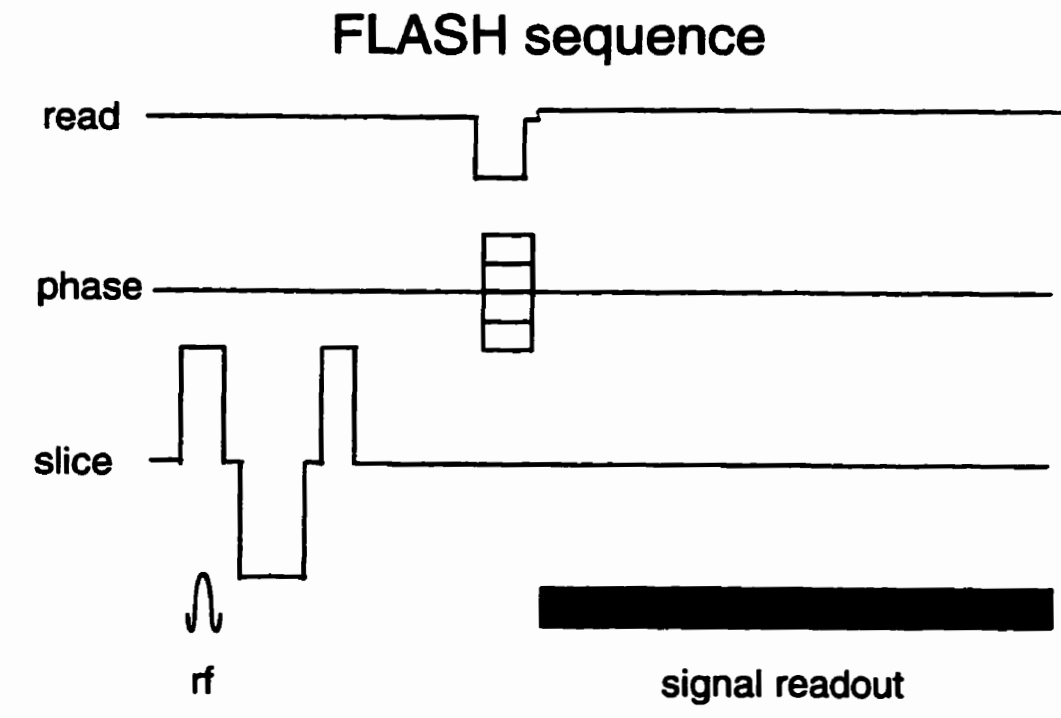 FLASH sequence
read
phase
slice
rf
signal readout